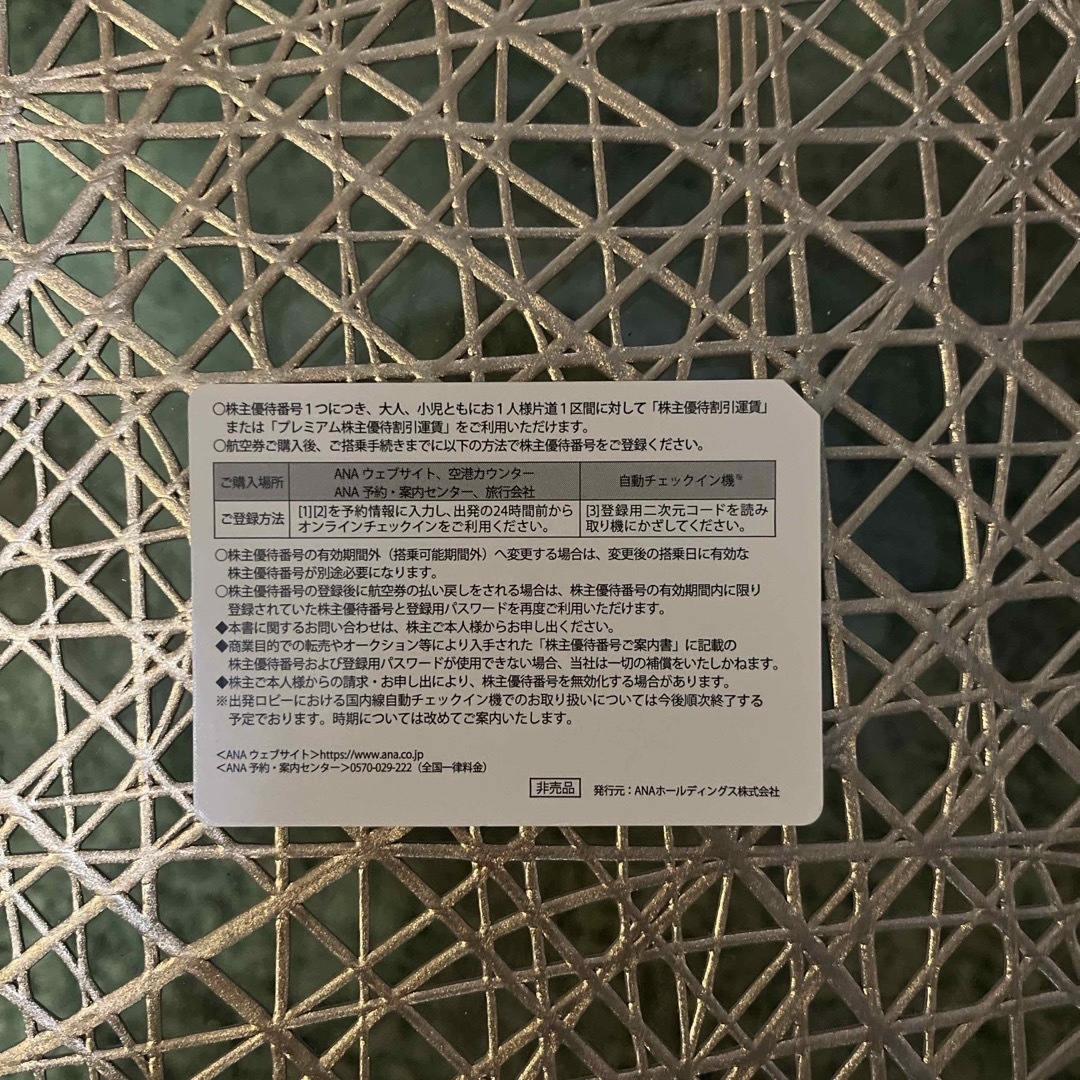 ○株主優待番号1つにつき、大人、小児ともにお1人様片道1区間に対して「株主優待割引運賃」
または「プレミアム株主優待割引運賃」をご利用いただけます。
○航空券ご購入後、ご搭乗手続きまでに以下の方法で株主優待番号をご登録ください。
ご購入場所
ANA ウェブサイト、空港カウンター
ANA 予約・案内センター、旅行会社
自動チェックイン機※
ご登録方法
[1][2]を予約情報に入力し、出発の24時間前から
オンラインチェックインをご利用ください。
[3]登録用二次元コードを読み
取り機にかざしてください。
○株主優待番号の有効期間外（搭乗可能期間外）へ変更する場合は、変更後の搭乗日に有効な
株主優待番号が別途必要になります。
○株主優待番号の登録後に航空券の払い戻しをされる場合は、株主優待番号の有効期間内に限り
登録されていた株主優待番号と登録用パスワードを再度ご利用いただけます。
◆本書に関するお問い合わせは、株主ご本人様からお申し出ください。
◆商業目的での転売やオークション等により入手された「株主優待番号ご案内書」に記載の
株主優待番号および登録用パスワードが使用できない場合、当社は一切の補償をいたしかねます。
◆株主ご本人様からの請求・お申し出により、株主優待番号を無効化する場合があります。
※出発ロビーにおける国内線自動チェックイン機でのお取り扱いについては今後順次終了する
予定でおります。時期については改めてご案内いたします。
<ANA ウェブサイト>https://www.ana.co.jp
<ANA 予約・案内センター>0570-029-222（全国一律料金）
非売品 発行元：ANAホールディングス株式会社